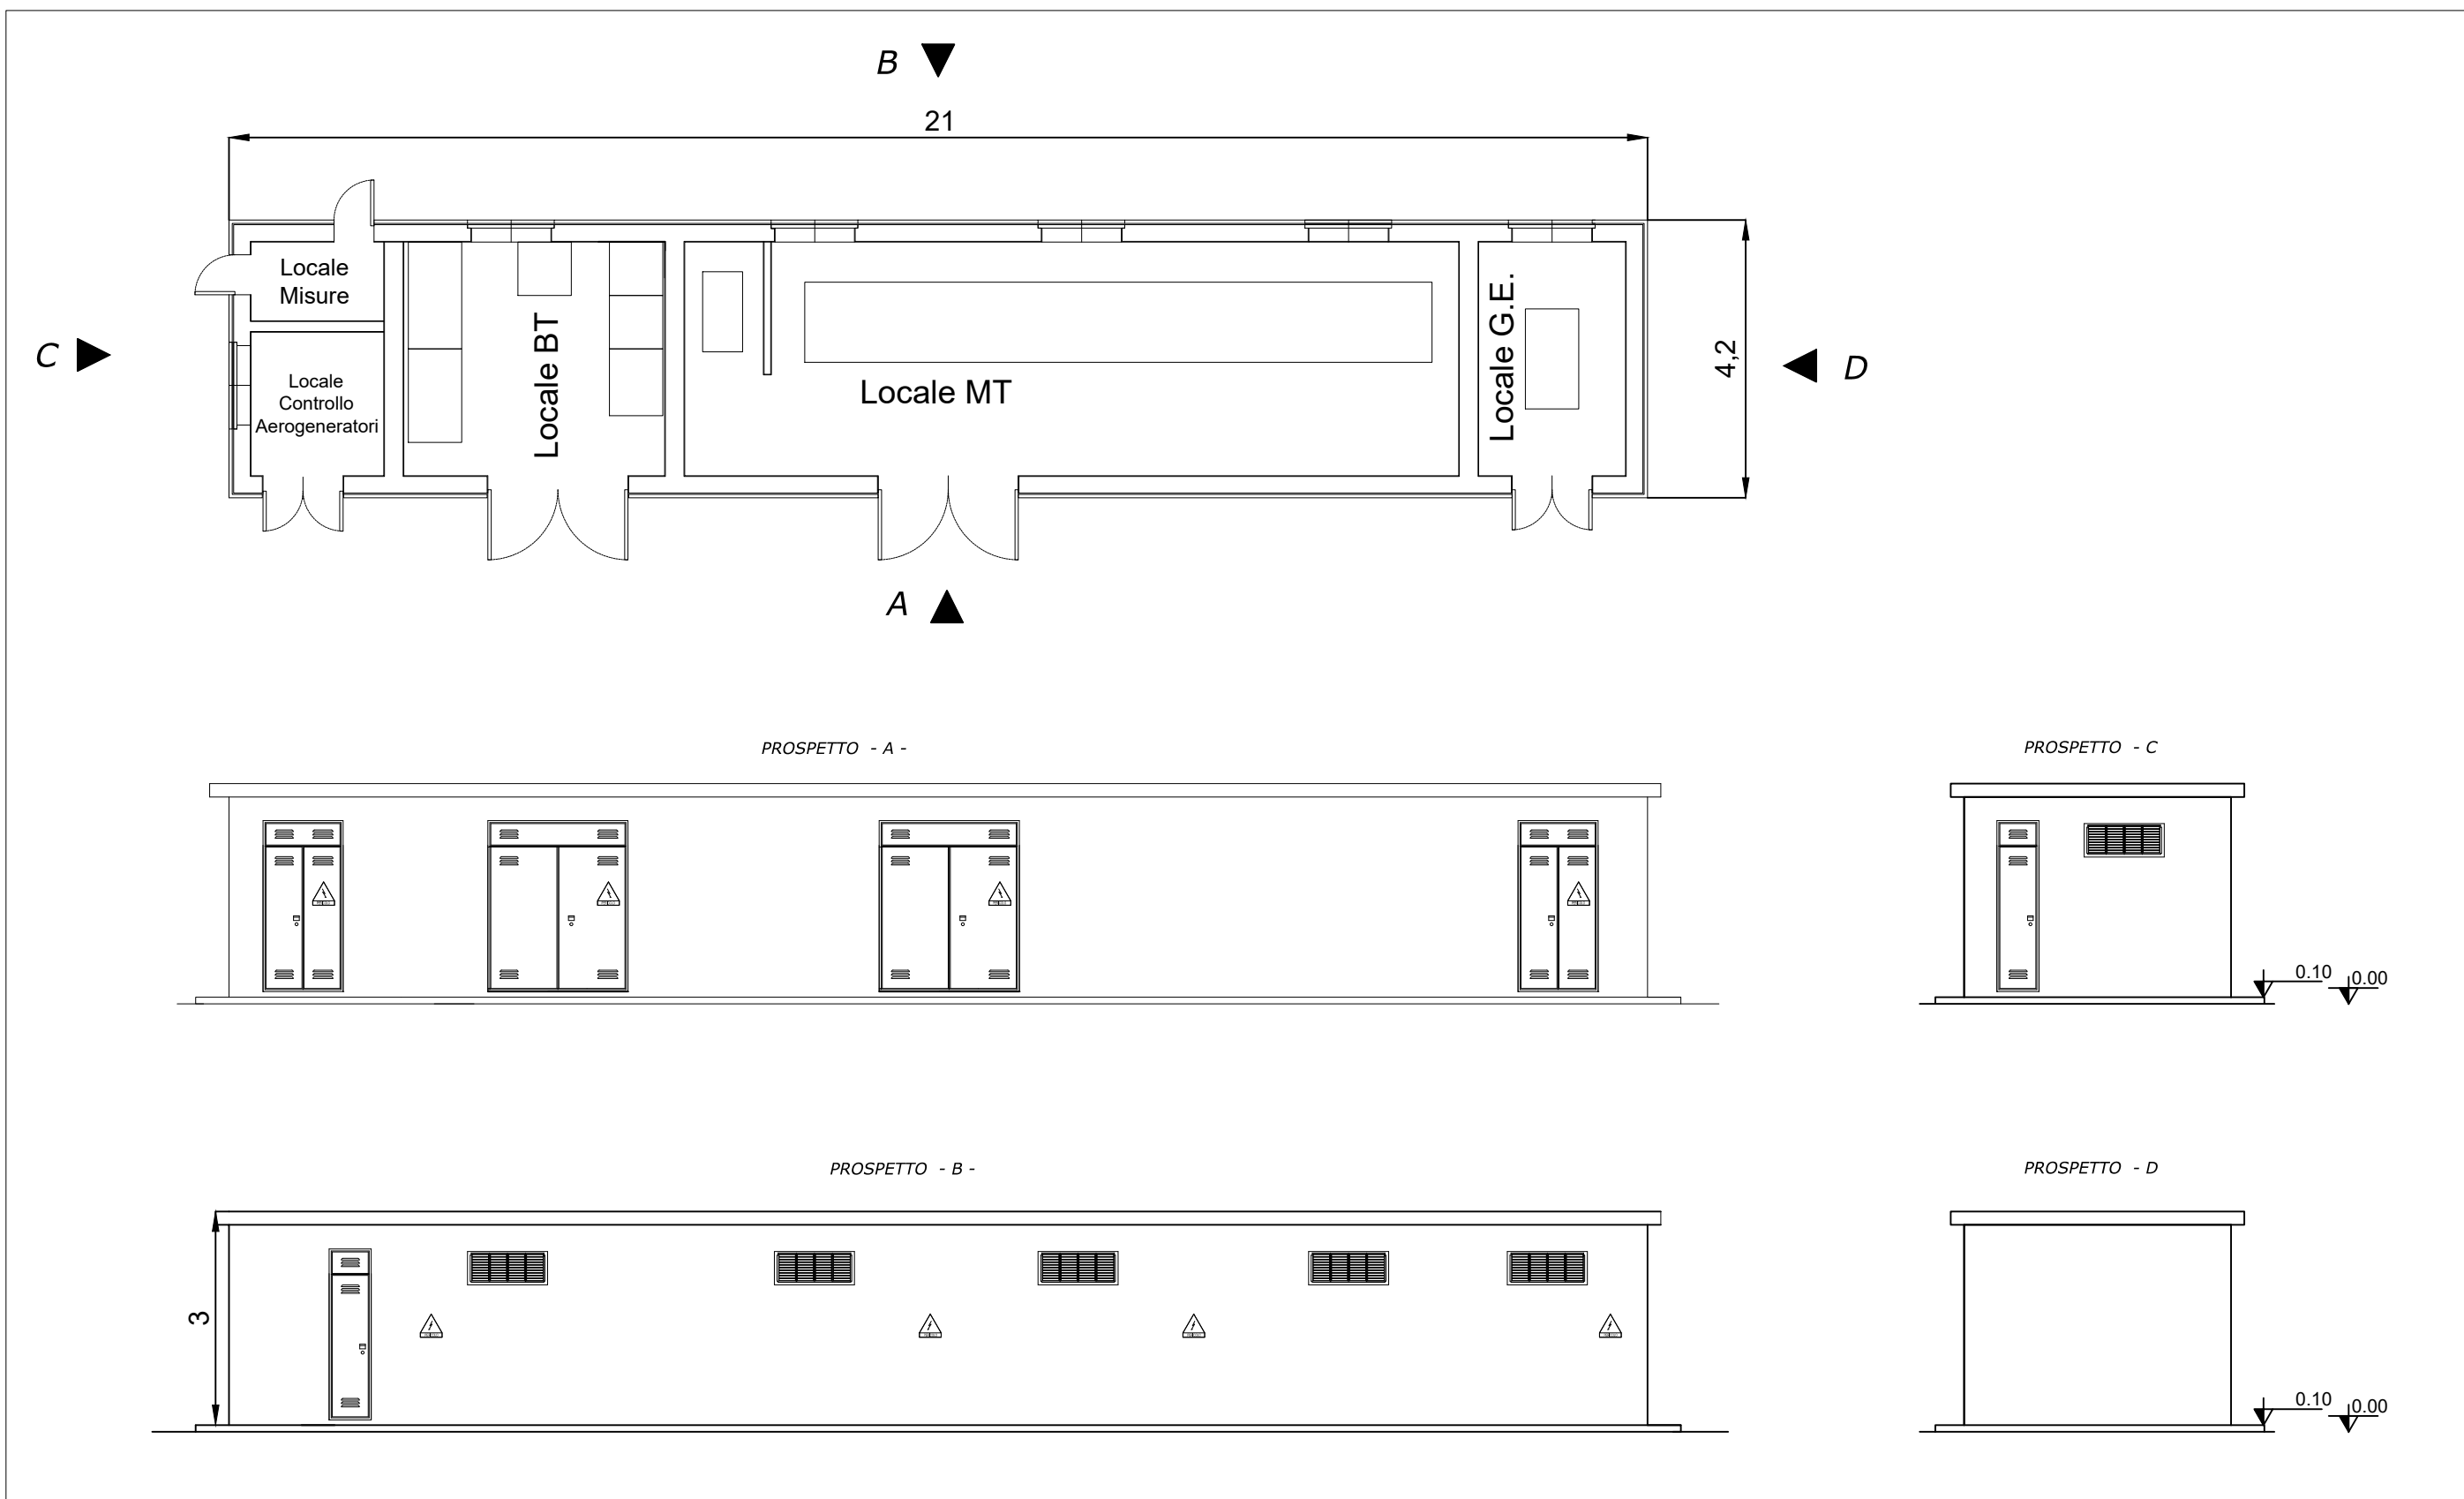 B
21
Locale
Misure
Locale
Controllo
Aerogeneratori
Locale BT
Locale MT
Locale G.E.
4,2
C
D
A
PROSPETTO - A -
PROSPETTO - C
0.10
0.00
PROSPETTO - B -
PROSPETTO - D
3
0.10
0.00